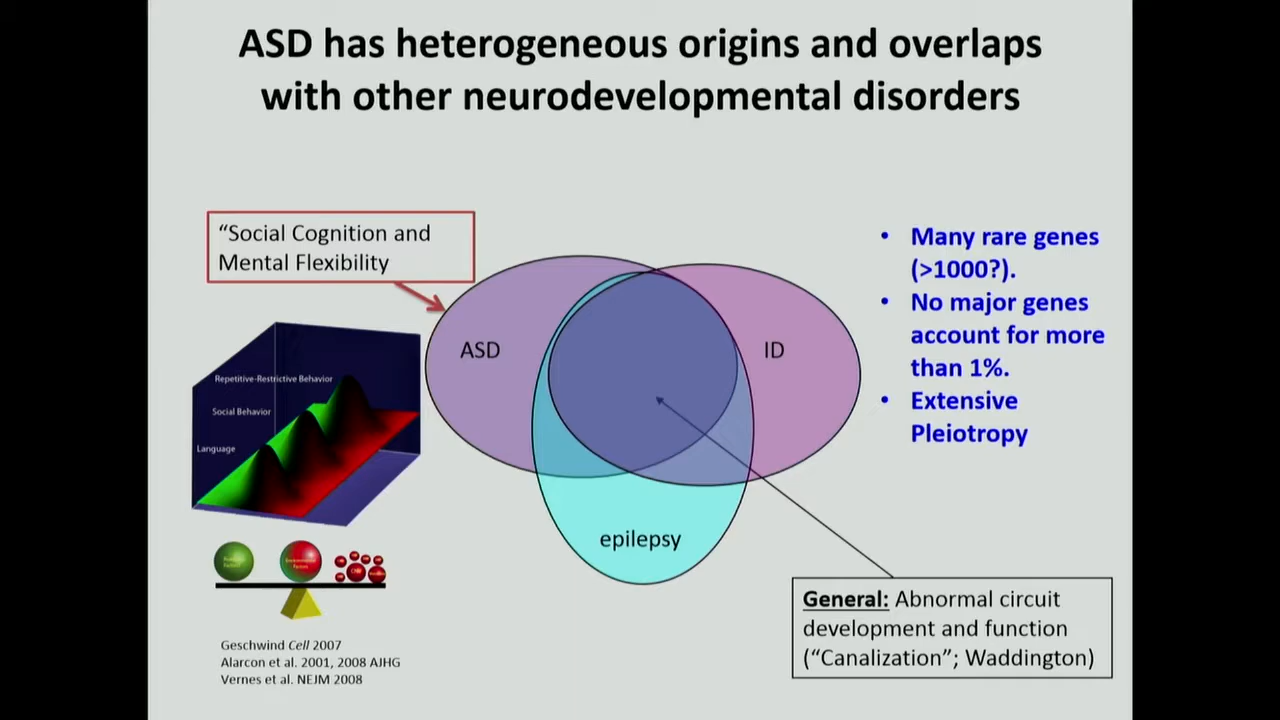 ASD has heterogeneous origins and overlaps
with other neurodevelopmental disorders
“Social Cognition and
Mental Flexibility
• Many rare genes
(>1000?).
• No major genes
account for more
than 1%.
• Extensive
Pleiotropy
ASD
ID
epilepsy
Repetitive-Restrictive Behavior
Social Behavior
Language
Environmental
Factors
General: Abnormal circuit
development and function
(“Canalization”; Waddington)
Geschwind Cell 2007
Alarcon et al. 2001, 2008 AJHG
Vernes et al. NEJM 2008